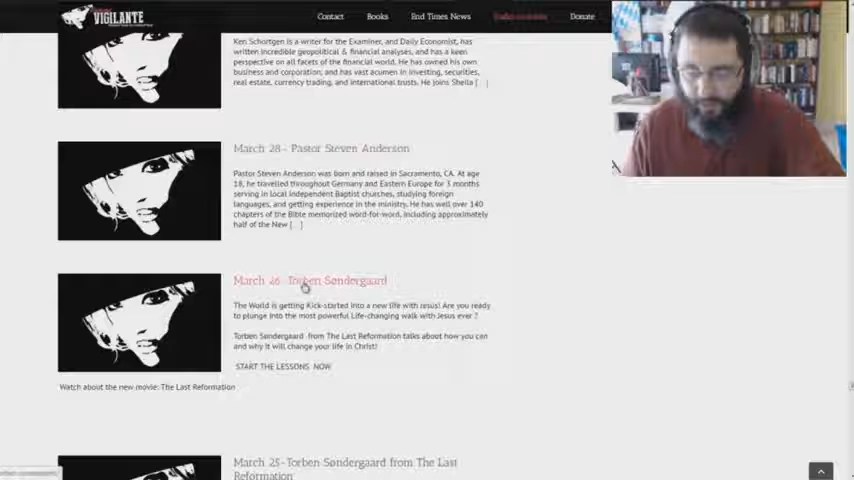 VIGILANTE
Contact
Books
End Times News
Donate
Ken Schortgen is a writer for the Examiner, and Daily Economist, has
written incredible geopolitical & financial analyses, and has a keen
perspective on all facets of the financial world. He has owned his own
business and corporation, and has vast acumen in investing, securities,
real estate, currency trading, and international trusts. He joins Sheila [...]
March 28- Pastor Steven Anderson
Pastor Steven Anderson was born and raised in Sacramento, CA. At age
18, he travelled throughout Germany and Eastern Europe for 3 months
serving in local Independent Baptist churches, studying foreign
languages, and getting experience in the ministry. He has well over 140
chapters of the Bible memorized word-for-word, including approximately
half of the New [...]
March 26-Torben Søndergaard
The World is getting Kick-started into a new life with Jesus! Are you ready
to plunge into the most powerful Life-changing walk with Jesus ever ?
Torben Søndergaard from The Last Reformation talks about how you can
and why it will change your life in Christ!
START THE LESSONS NOW
Watch about the new movie: The Last Reformation
March 25-Torben Søndergaard from The Last
Reformation